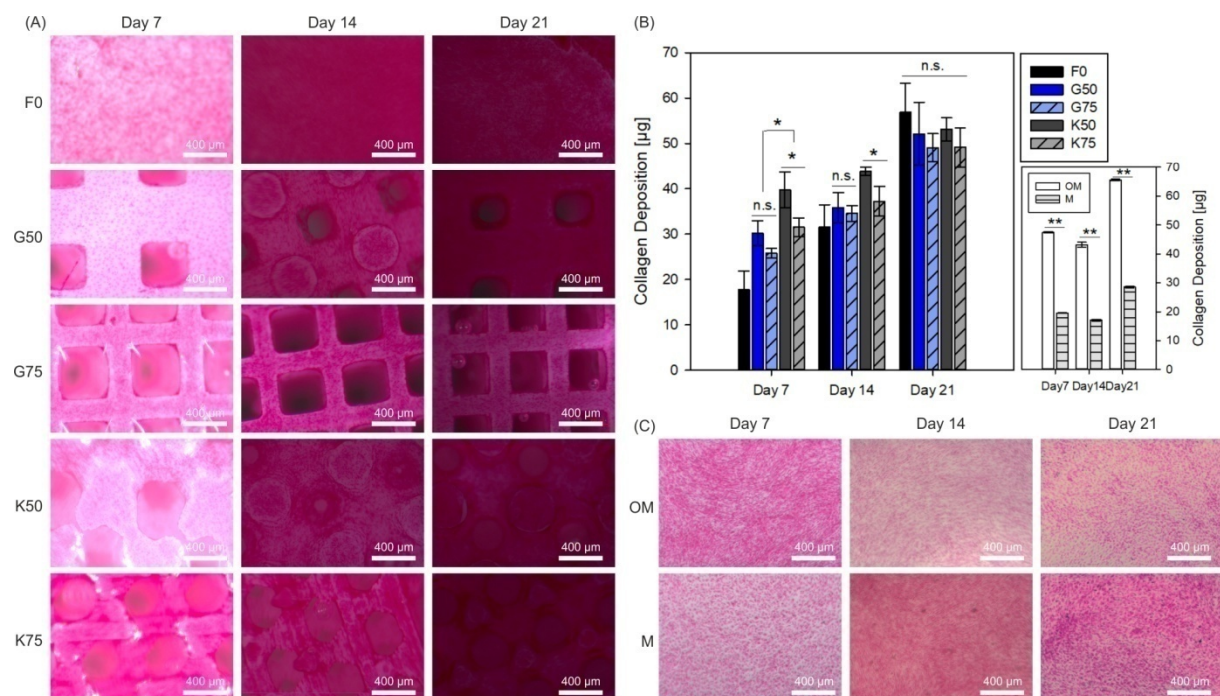 (A)
Day 7
Day 14
Day 21
F0
400 µm
400 µm
400 µm
G50
400 µm
400 µm
400 µm
G75
400 µm
400 µm
400 µm
K50
400 µm
400 µm
400 µm
K75
400 µm
400 µm
400 µm
(B)
Collagen Deposition [µg]
70
60
50
40
30
20
10
0
n.s.
*
*
n.s.
*
n.s.
Day 7
Day 14
Day 21
F0
G50
G75
K50
K75
OM
M
**
**
**
70
60
50
40
30
20
10
0
Collagen Deposition [µg]
Day7
Day14
Day21
(C)
Day 7
Day 14
Day 21
OM
400 µm
400 µm
400 µm
M
400 µm
400 µm
400 µm